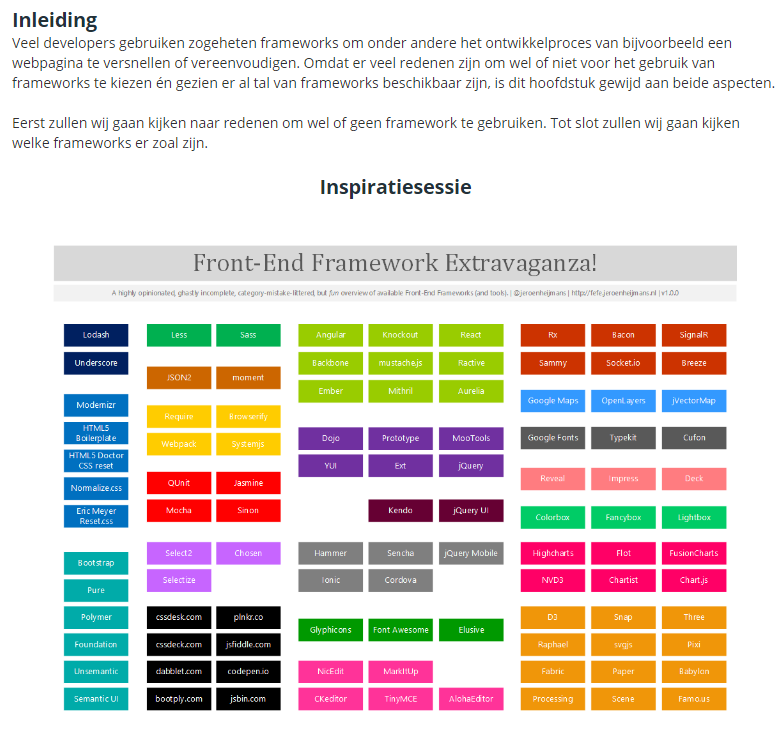 Inleiding
Veel developers gebruiken zogeheten frameworks om onder andere het ontwikkelproces van bijvoorbeeld een
webpagina te versnellen of vereenvoudigen. Omdat er veel redenen zijn om wel of niet voor het gebruik van
frameworks te kiezen én gezien er al tal van frameworks beschikbaar zijn, is dit hoofdstuk gewijd aan beide aspecten.
Eerst zullen wij gaan kijken naar redenen om wel of geen framework te gebruiken. Tot slot zullen wij gaan kijken
welke frameworks er zoal zijn.
Inspiratiesessie
Front-End Framework Extravaganza!
A highly opinionated, ghastly incomplete, category-mistake-littered, but fun overview of available Front-End Frameworks (and tools). | @jeroenheijmans | http://fefe.jeroenheijmans.nl | v1.0.0
Lodash
Underscore
Modernizr
HTML5
Boilerplate
HTML5 Doctor
CSS reset
Normalize.css
Eric Meyer
Reset.css
Bootstrap
Pure
Polymer
Foundation
Unsemantic
Semantic UI
Less Sass
JSON2 moment
Require Browserify
Webpack Systemjs
QUnit Jasmine
Mocha Sinon
Select2 Chosen
Selectize
cssdesk.com plnkr.co
cssdeck.com jsfiddle.com
dabblet.com codepen.io
bootply.com jsbin.com
Angular Knockout React
Backbone mustache.js Ractive
Ember Mithril Aurelia
Dojo Prototype MooTools
YUI Ext jQuery
Kendo jQuery UI
Hammer Sencha jQuery Mobile
Ionic Cordova
Glyphicons Font Awesome Elusive
NicEdit MarkItUp
CKeditor TinyMCE AlohaEditor
Rx Bacon SignalR
Sammy Socket.io Breeze
Google Maps OpenLayers jVectorMap
Google Fonts Typekit Cufon
Reveal impress Deck
Colorbox Fancybox Lightbox
Highcharts Flot FusionCharts
NVD3 Chartist Chart.js
D3 Snap Three
Raphael svgjs Pixi
Fabric Paper Babylon
Processing Scene Famo.us